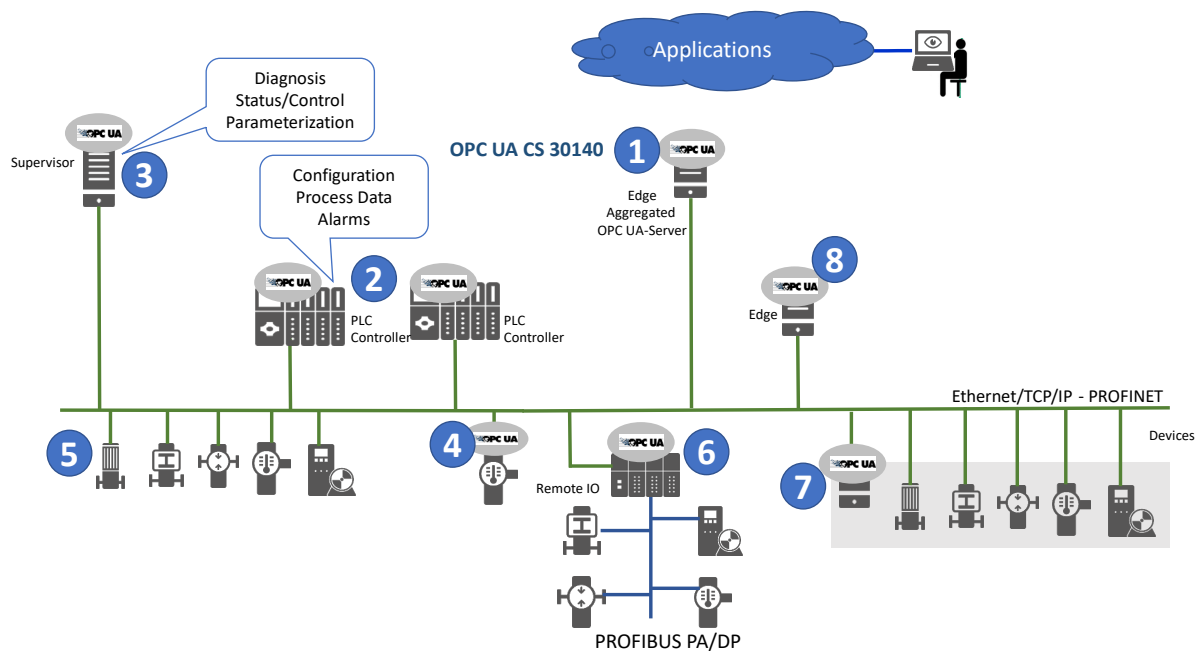 Applications
Diagnosis
Status/Control
Parameterization
OPC UA
Supervisor
3
OPC UA CS 30140
1
OPC UA
Edge
Aggregated
OPC UA-Server
Configuration
Process Data
Alarms
OPC UA
2
PLC
Controller
OPC UA
PLC
Controller
8
OPC UA
Edge
Ethernet/TCP/IP - PROFINET
Devices
5
4
OPC UA
OPC UA
6
Remote IO
OPC UA
7
PROFIBUS PA/DP